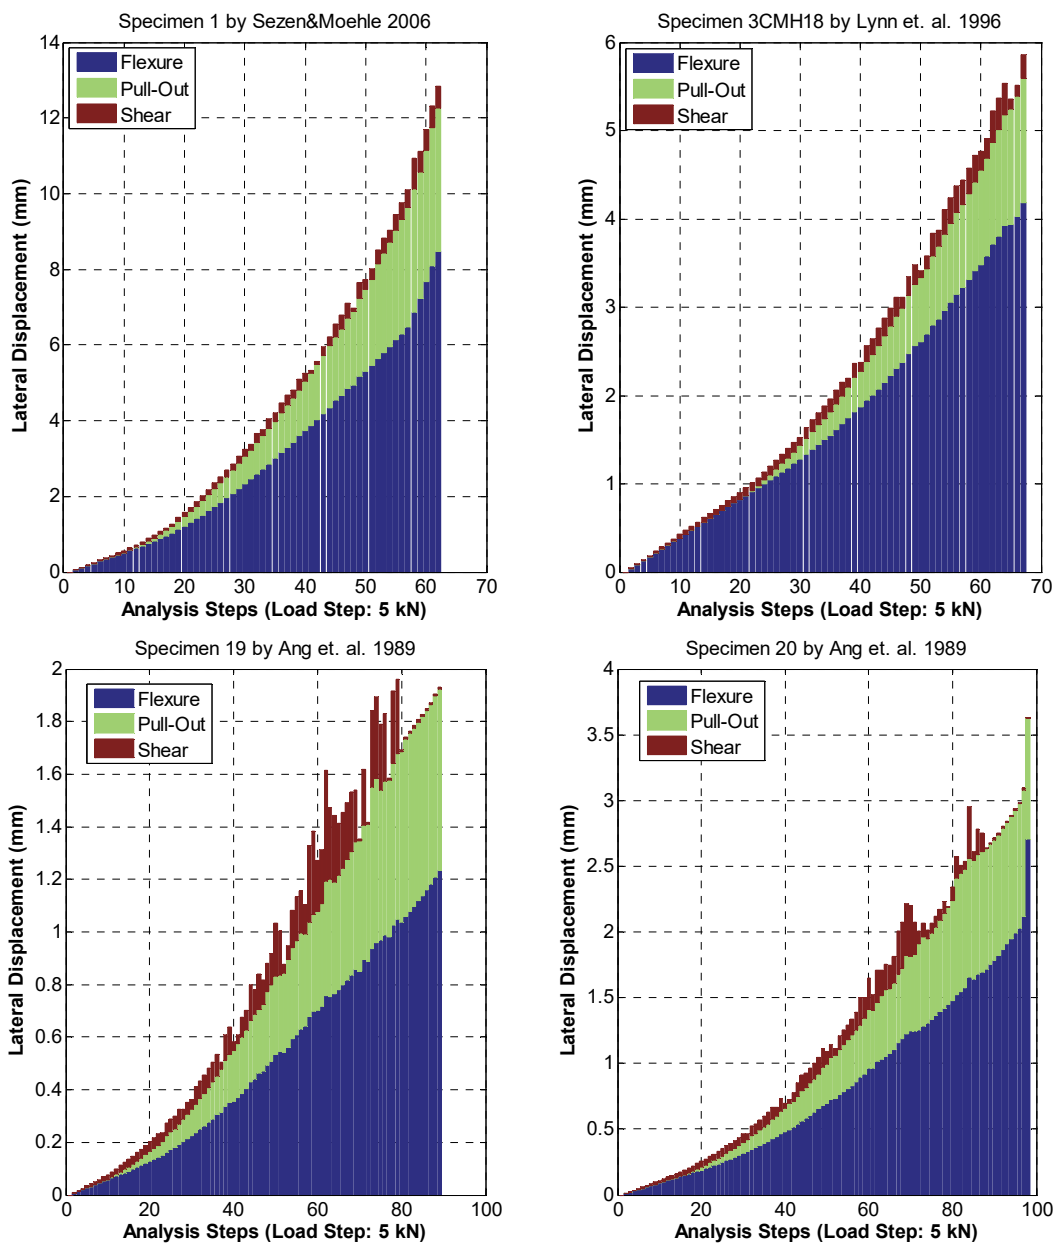 Specimen 1 by Sezen&Moehle 2006
14
12
10
8
6
4
2
0
Lateral Displacement (mm)
Flexure
Pull-Out
Shear
0 10 20 30 40 50 60 70
Analysis Steps (Load Step: 5 kN)
Specimen 3CMH18 by Lynn et. al. 1996
6
5
4
3
2
1
0
Lateral Displacement (mm)
Flexure
Pull-Out
Shear
0 10 20 30 40 50 60 70
Analysis Steps (Load Step: 5 kN)
Specimen 19 by Ang et. al. 1989
2
1.8
1.6
1.4
1.2
1
0.8
0.6
0.4
0.2
0
Lateral Displacement (mm)
Flexure
Pull-Out
Shear
0 20 40 60 80 100
Analysis Steps (Load Step: 5 kN)
Specimen 20 by Ang et. al. 1989
4
3.5
3
2.5
2
1.5
1
0.5
0
Lateral Displacement (mm)
Flexure
Pull-Out
Shear
0 20 40 60 80 100
Analysis Steps (Load Step: 5 kN)